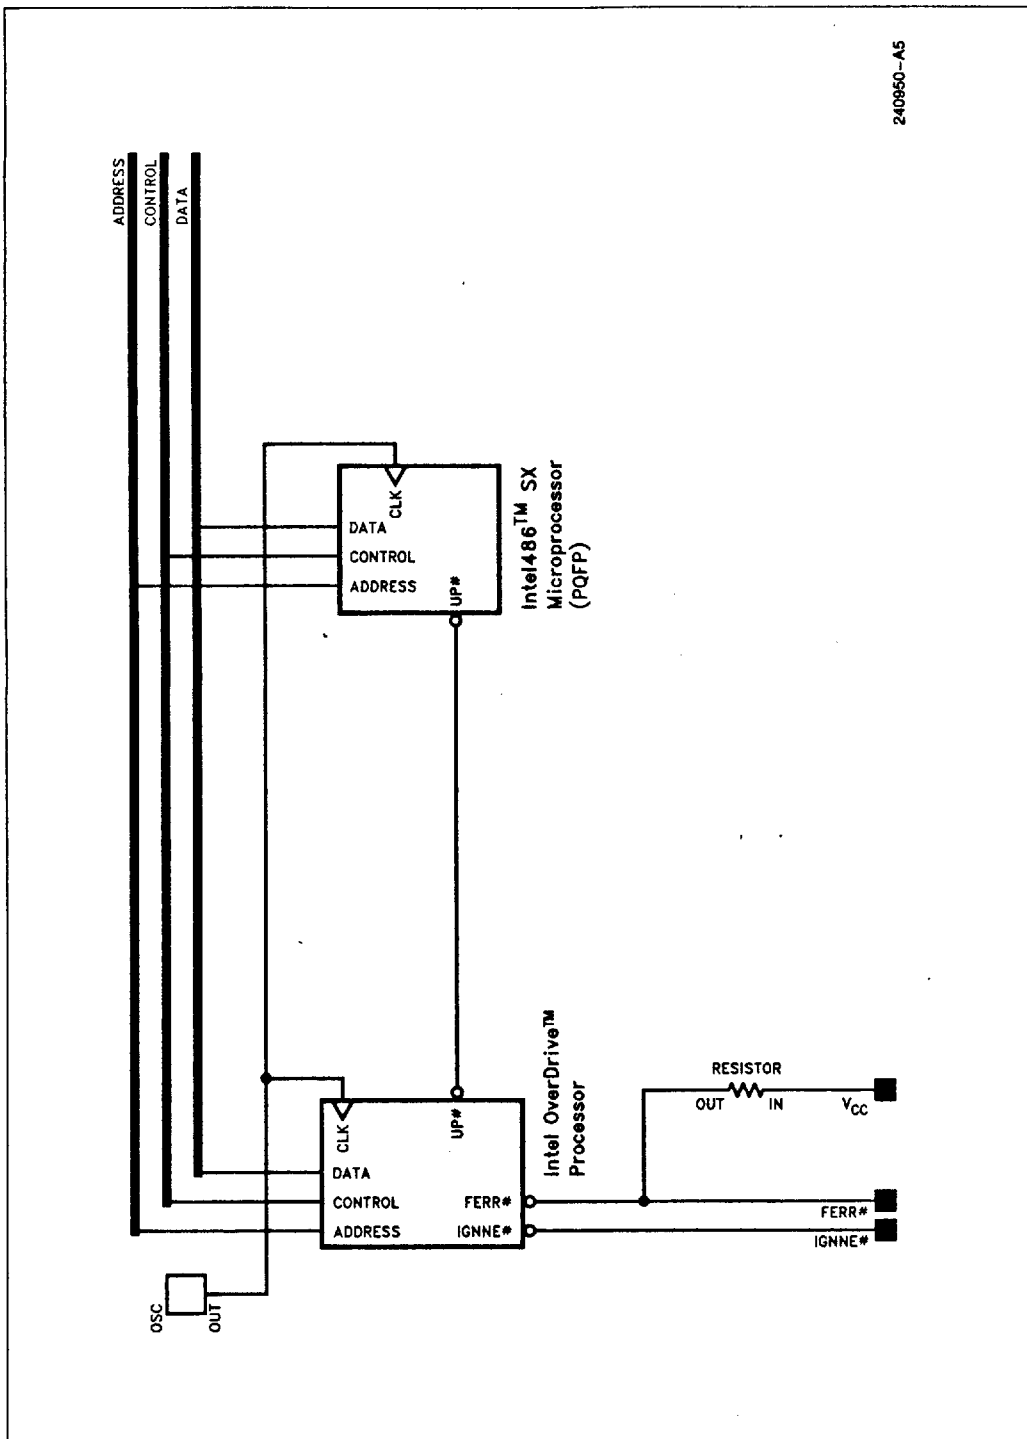 240950-A5
ADDRESS
CONTROL
DATA
CLK
DATA
CONTROL
ADDRESS
UP#
Intel486™ SX
Microprocessor
(PQFP)
CLK
UP#
DATA
CONTROL
ADDRESS
FERR#
IGNNE#
Intel OverDrive™
Processor
RESISTOR
OUT
IN
VCC
FERR#
IGNNE#
OSC
OUT